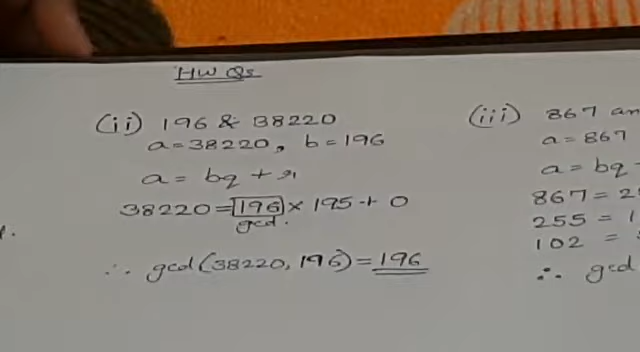 HW Qs
(ii) 196 & 38220
a=38220, b=196
a = bq + r
38220 = 196 × 195 + 0
gcd.
∴ gcd(38220, 196) = 196
(iii) 867 an
a = 867
a = bq
867 = 2
255 = 1
102 =
∴ gcd